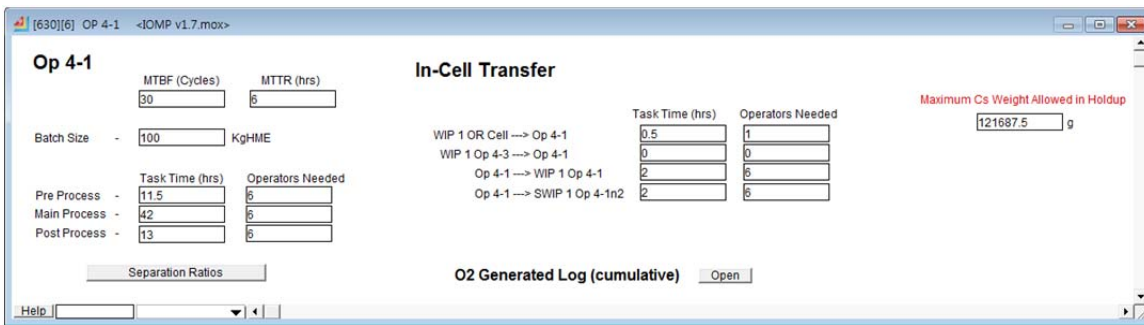 [630][6] OP 4-1 <IOMP v1.7.mox>
Op 4-1
MTBF (Cycles) MTTR (hrs)
30 6
Batch Size - 100 KgHME
Task Time (hrs) Operators Needed
Pre Process - 11.5 6
Main Process - 42 6
Post Process - 13 6
Separation Ratios
In-Cell Transfer
Task Time (hrs) Operators Needed
WIP 1 OR Cell ---> Op 4-1 0.5 1
WIP 1 Op 4-3 ---> Op 4-1 0 0
Op 4-1 ---> WIP 1 Op 4-1 2 6
Op 4-1 ---> SWIP 1 Op 4-1n2 2 6
O2 Generated Log (cumulative) Open
Maximum Cs Weight Allowed in Holdup
121687.5 g
Help